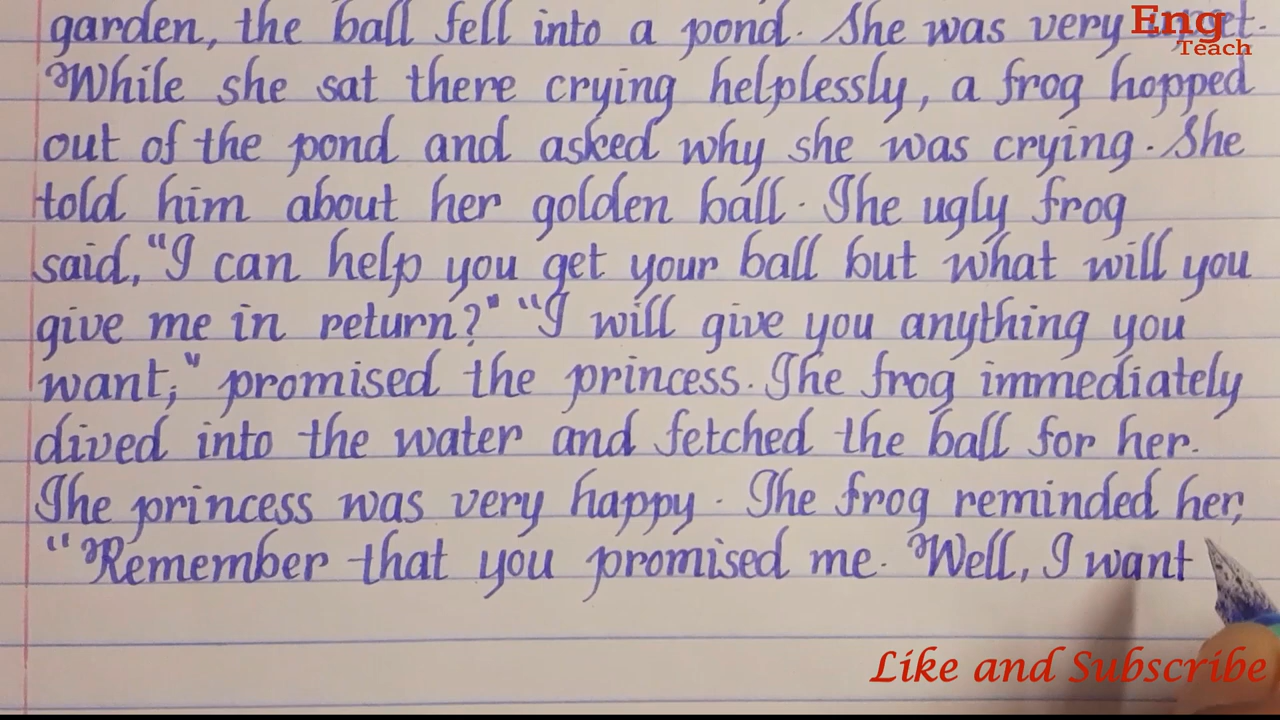 garden, the ball fell into a pond. She was very
Eng
Teach
While she sat there crying helplessly, a frog hopped
out of the pond and asked why she was crying. She
told him about her golden ball. The ugly frog
said, "I can help you get your ball but what will you
give me in return?" "I will give you anything you
want," promised the princess. The frog immediately
dived into the water and fetched the ball for her.
The princess was very happy. The frog reminded her,
"Remember that you promised me. Well, I want
Like and Subscribe